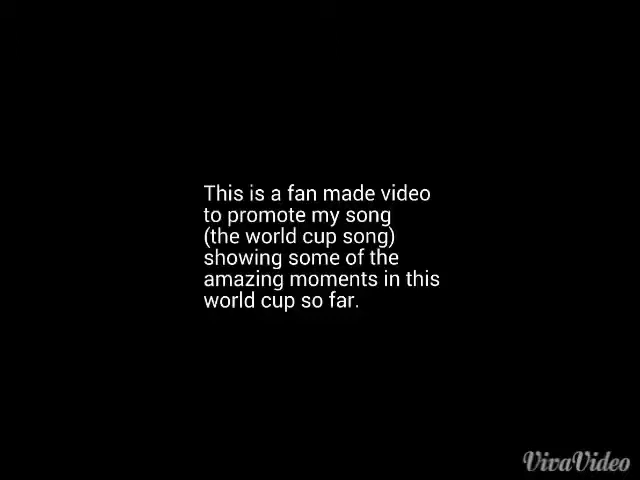 This is a fan made video
to promote my song
(the world cup song)
showing some of the
amazing moments in this
world cup so far.
VivaVideo